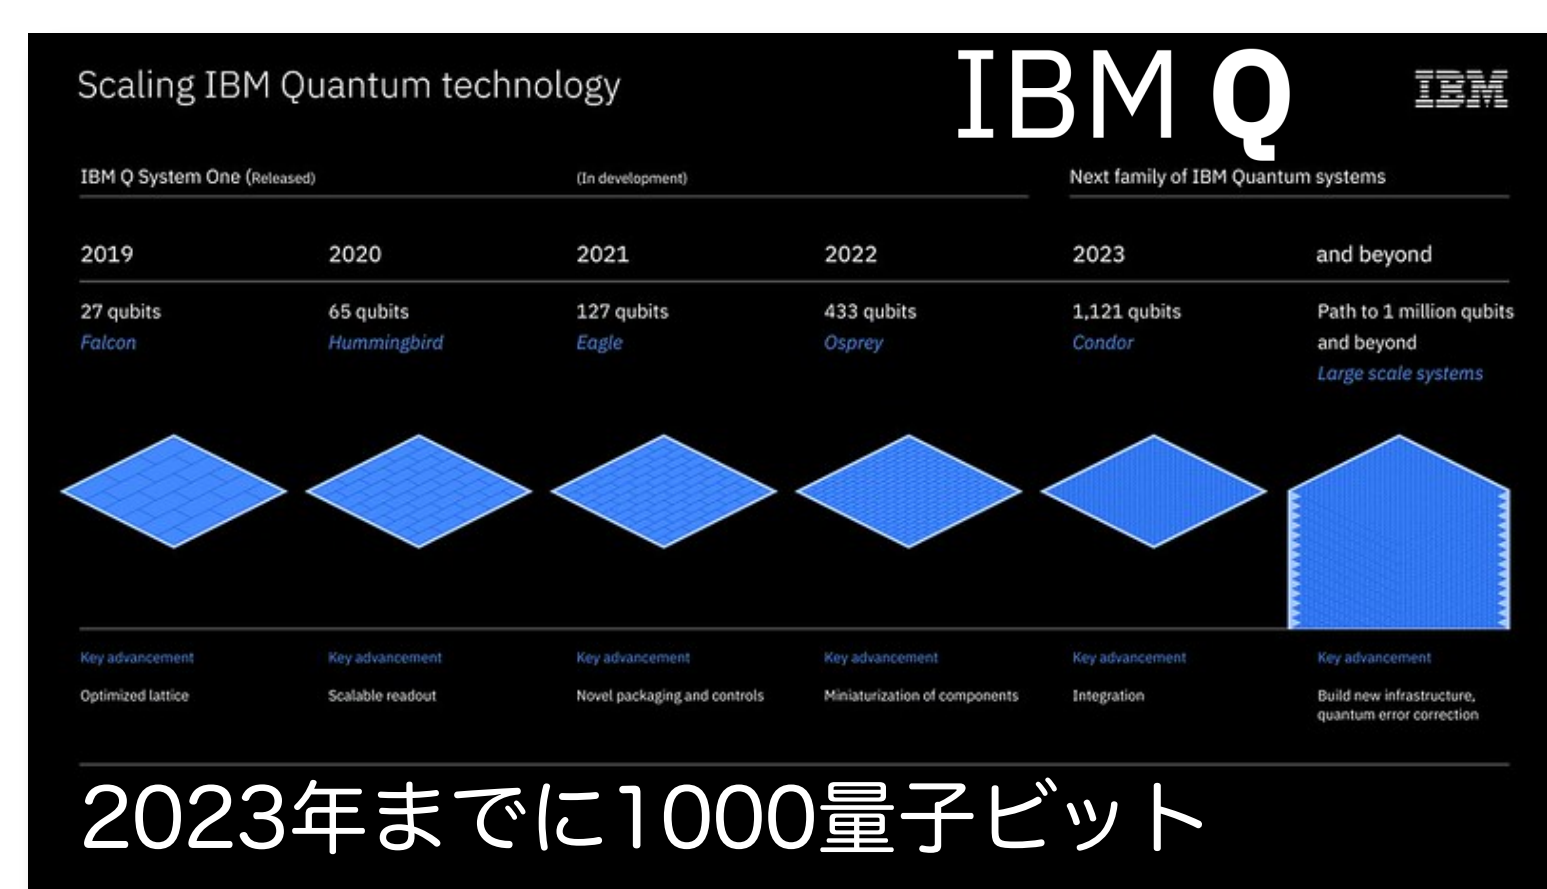 Scaling IBM Quantum technology
IBM Q
IBM
IBM Q System One (Released)
(In development)
Next family of IBM Quantum systems
2019
2020
2021
2022
2023
and beyond
27 qubits
Falcon
65 qubits
Hummingbird
127 qubits
Eagle
433 qubits
Osprey
1,121 qubits
Condor
Path to 1 million qubits
and beyond
Large scale systems
Key advancement
Optimized lattice
Key advancement
Scalable readout
Key advancement
Novel packaging and controls
Key advancement
Miniaturization of components
Key advancement
Integration
Key advancement
Build new infrastructure,
quantum error correction
2023年までに1000量子ビット